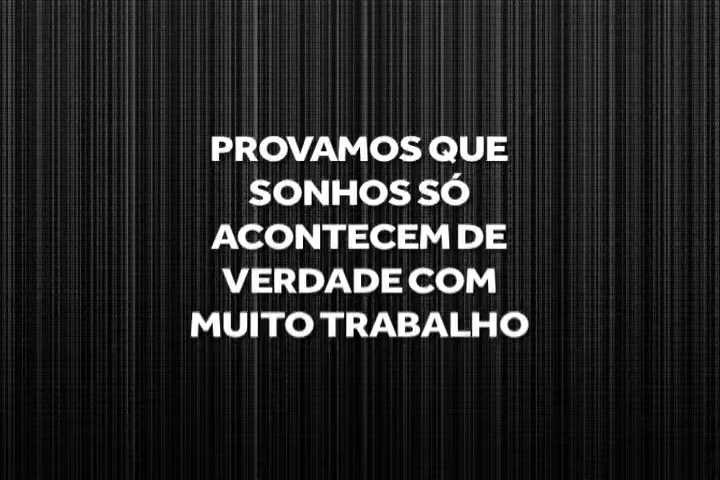 PROVAMOS QUE
SONHOS SÓ
ACONTECEM DE
VERDADE COM
MUITO TRABALHO